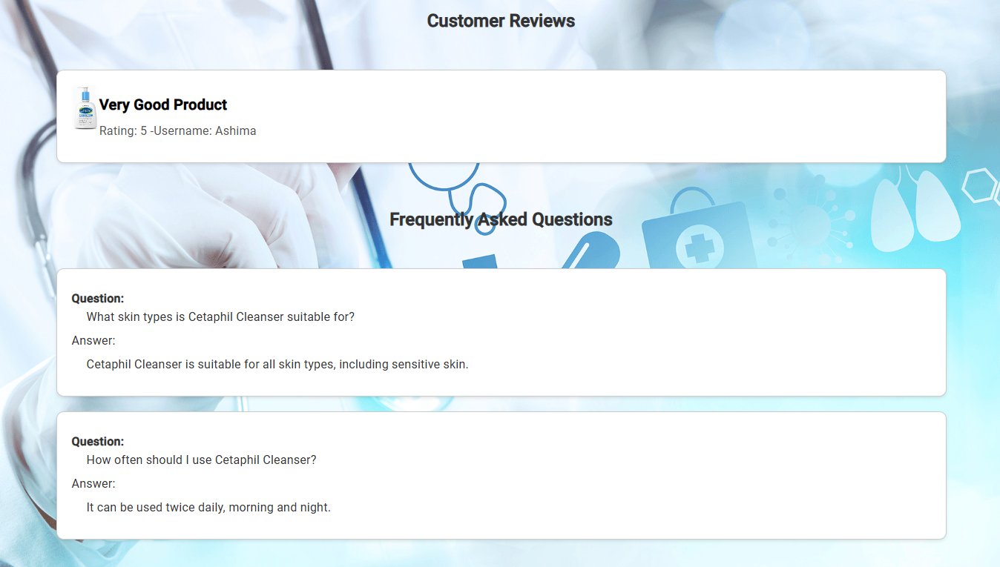 Customer Reviews
Very Good Product
Rating: 5 -Username: Ashima
Frequently Asked Questions
Question:
What skin types is Cetaphil Cleanser suitable for?
Answer:
Cetaphil Cleanser is suitable for all skin types, including sensitive skin.
Question:
How often should I use Cetaphil Cleanser?
Answer:
It can be used twice daily, morning and night.